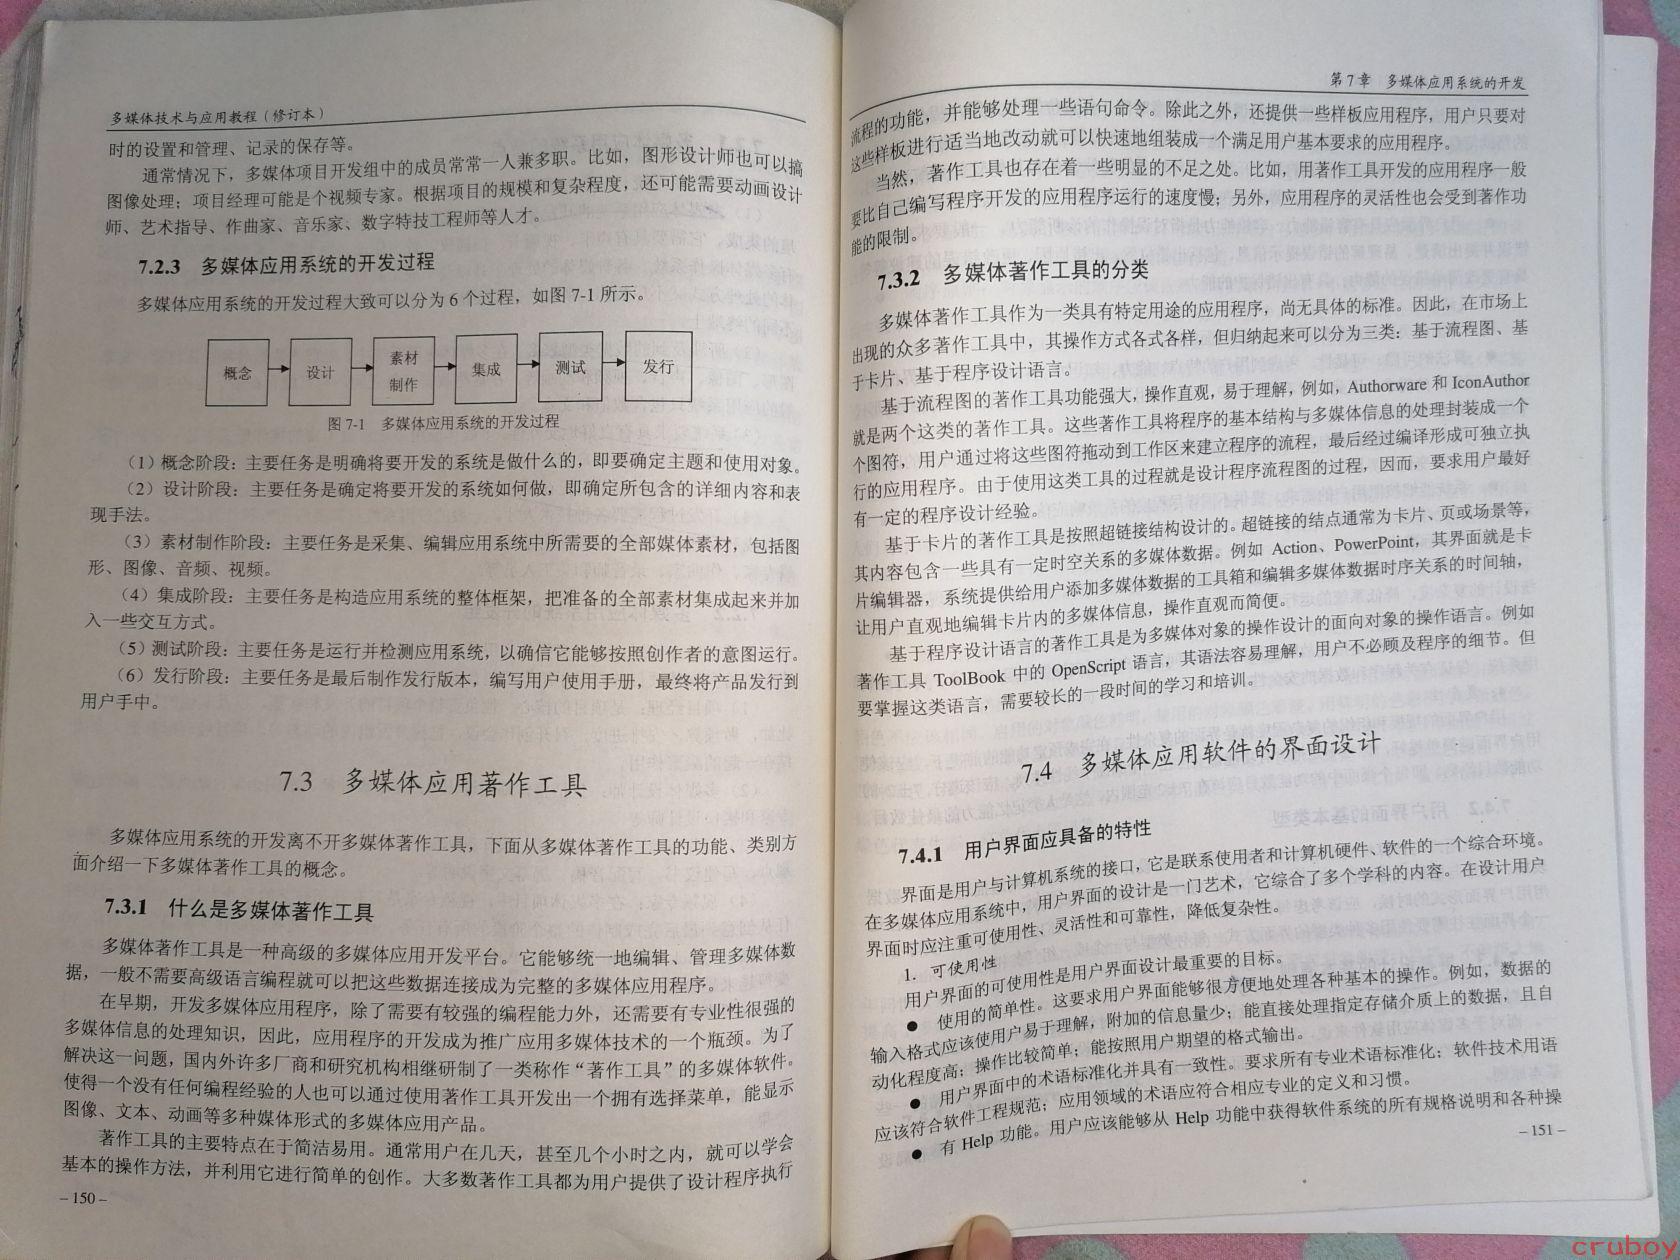 多媒体技术与应用教程(修订本)
时的设置和管理、记录的保存等。
通常情况下，多媒体项目开发组中的成员常常一人兼多职。比如，图形设计师也可以搞
图像处理；项目经理可能是个视频专家。根据项目的规模和复杂程度，还可能需要动画设计
师、艺术指导、作曲家、音乐家、数字特技工程师等人才。
7.2.3 多媒体应用系统的开发过程
多媒体应用系统的开发过程大致可以分为6个过程，如图7-1所示。
概念 设计 素材制作 集成 测试 发行
图7-1 多媒体应用系统的开发过程
（1）概念阶段：主要任务是明确将要开发的系统是做什么的，即要确定主题和使用对象。
（2）设计阶段：主要任务是确定将要开发的系统如何做，即确定所包含的详细内容和表
现手法。
（3）素材制作阶段：主要任务是采集、编辑应用系统中所需要的全部媒体素材，包括图
形、图像、音频、视频。
（4）集成阶段：主要任务是构造应用系统的整体框架，把准备的全部素材集成起来并加
入一些交互方式。
（5）测试阶段：主要任务是运行并检测应用系统，以确信它能够按照创作者的意图运行。
（6）发行阶段：主要任务是最后制作发行版本，编写用户使用手册，最终将产品发行到
用户手中。
7.3 多媒体应用著作工具
多媒体应用系统的开发离不开多媒体著作工具，下面从多媒体著作工具的功能、类别方
面介绍一下多媒体著作工具的概念。
7.3.1 什么是多媒体著作工具
多媒体著作工具是一种高级的多媒体应用开发平台。它能够统一地编辑、管理多媒体数
据，一般不需要高级语言编程就可以把这些数据连接成为完整的多媒体应用程序。
在早期，开发多媒体应用程序，除了需要有较强的编程能力外，还需要有专业性很强的
多媒体信息的处理知识，因此，应用程序的开发成为推广应用多媒体技术的一个瓶颈。为了
解决这一问题，国内外许多厂商和研究机构相继研制了一类称作“著作工具”的多媒体软件。
使得一个没有任何编程经验的人也可以通过使用著作工具开发出一个拥有选择菜单，能显示
图像、文本、动画等多种媒体形式的多媒体应用产品。
著作工具的主要特点在于简洁易用。通常用户在几天，甚至几个小时之内，就可以学会
基本的操作方法，并利用它进行简单的创作。大多数著作工具都为用户提供了设计程序执行
–150–
第7章 多媒体应用系统的开发
流程的功能，并能够处理一些语句命令。除此之外，还提供一些样板应用程序，用户只要对
这些样板进行适当地改动就可以快速地组装成一个满足用户基本要求的应用程序。
当然，著作工具也存在着一些明显的不足之处。比如，用著作工具开发的应用程序一般
要比自己编写程序开发的应用程序运行的速度慢；另外，应用程序的灵活性也会受到著作功
能的限制。
7.3.2 多媒体著作工具的分类
多媒体著作工具作为一类具有特定用途的应用程序，尚无具体的标准。因此，在市场上
出现的众多著作工具中，其操作方式各式各样，但归纳起来可以分为三类：基于流程图、基
于卡片、基于程序设计语言。
基于流程图的著作工具功能强大，操作直观，易于理解，例如，Authorware 和 IconAuthor
就是两个这类的著作工具。这些著作工具将程序的基本结构与多媒体信息的处理封装成一个
个图符，用户通过将这些图符拖动到工作区来建立程序的流程，最后经过编译形成可独立执
行的应用程序。由于使用这类工具的过程就是设计程序流程图的过程，因而，要求用户最好
有一定的程序设计经验。
基于卡片的著作工具是按照超链接结构设计的。超链接的结点通常为卡片、页或场景等，
其内容包含一些具有一定时空关系的多媒体数据。例如 Action、PowerPoint，其界面就是卡
片编辑器，系统提供给用户添加多媒体数据的工具箱和编辑多媒体数据时序关系的时间轴，
让用户直观地编辑卡片内的多媒体信息，操作直观而简便。
基于程序设计语言的著作工具是为多媒体对象的操作设计的面向对象的操作语言。例如
著作工具 ToolBook 中的 OpenScript 语言，其语法容易理解，用户不必顾及程序的细节。但
要掌握这类语言，需要较长的一段时间的学习和培训。
7.4 多媒体应用软件的界面设计
7.4.1 用户界面应具备的特性
界面是用户与计算机系统的接口，它是联系使用者和计算机硬件、软件的一个综合环境。
在多媒体应用系统中，用户界面的设计是一门艺术，它综合了多个学科的内容。在设计用户
界面时应注重可使用性、灵活性和可靠性，降低复杂性。
1. 可使用性
用户界面的可使用性是用户界面设计最重要的目标。
● 使用的简单性。这要求用户界面能够很方便地处理各种基本的操作。例如，数据的
输入格式应该使用户易于理解，附加的信息量少；能直接处理指定存储介质上的数据，且自
动化程度高；操作比较简单；能按照用户期望的格式输出。
● 用户界面中的术语标准化并具有一致性。要求所有专业术语标准化；软件技术用语
应该符合软件工程规范；应用领域的术语应符合相应专业的定义和习惯。
● 有 Help 功能。用户应该能够从 Help 功能中获得软件系统的所有规格说明和各种操
–151–
cruboy